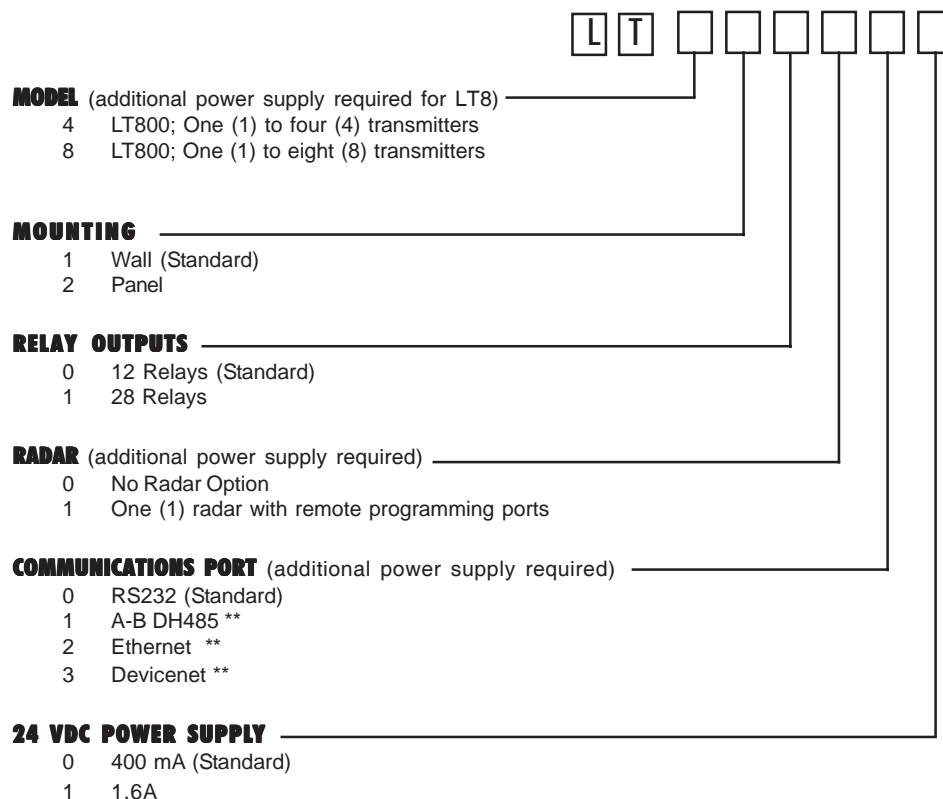 L T
MODEL (additional power supply required for LT8)
4 LT800; One (1) to four (4) transmitters
8 LT800; One (1) to eight (8) transmitters
MOUNTING
1 Wall (Standard)
2 Panel
RELAY OUTPUTS
0 12 Relays (Standard)
1 28 Relays
RADAR (additional power supply required)
0 No Radar Option
1 One (1) radar with remote programming ports
COMMUNICATIONS PORT (additional power supply required)
0 RS232 (Standard)
1 A-B DH485 **
2 Ethernet **
3 Devicenet **
24 VDC POWER SUPPLY
0 400 mA (Standard)
1 1.6A